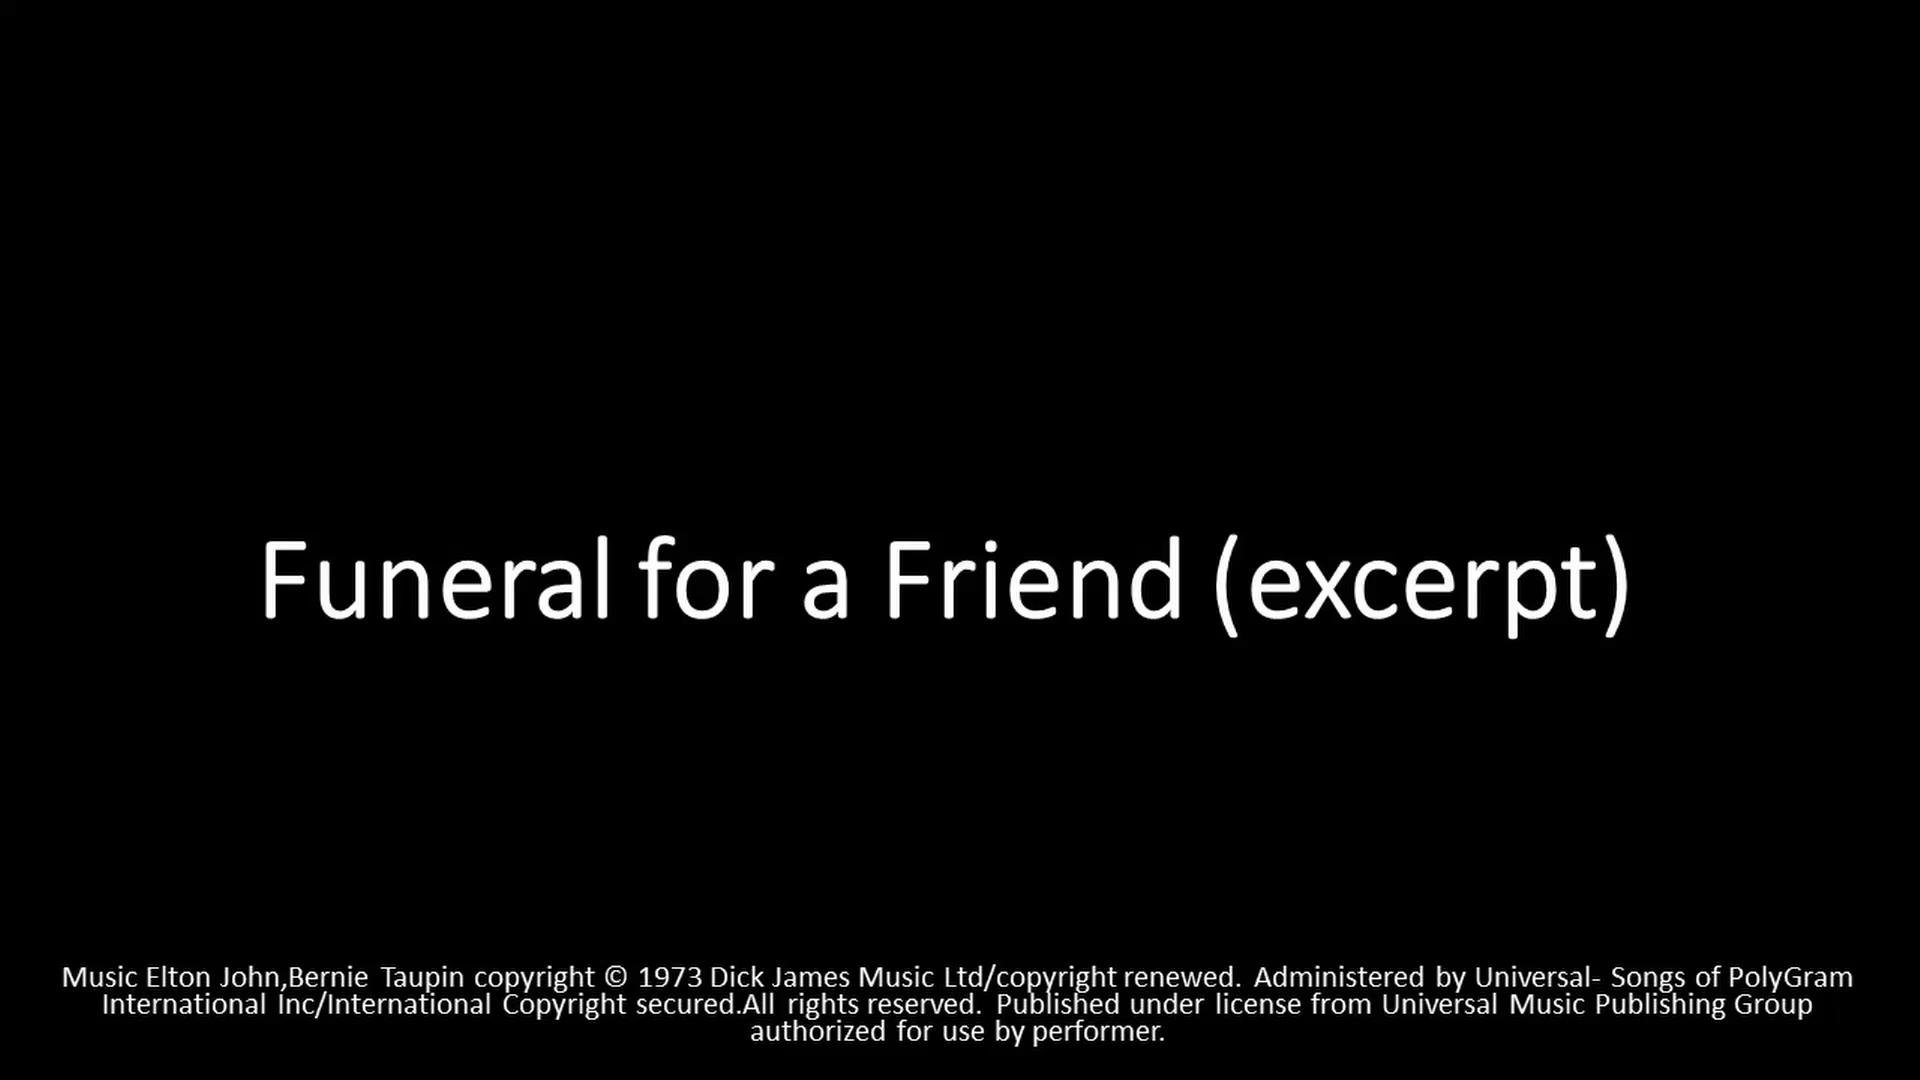 Funeral for a Friend (excerpt)
Music Elton John,Bernie Taupin copyright © 1973 Dick James Music Ltd/copyright renewed. Administered by Universal- Songs of PolyGram
International Inc/International Copyright secured.All rights reserved. Published under license from Universal Music Publishing Group
authorized for use by performer.